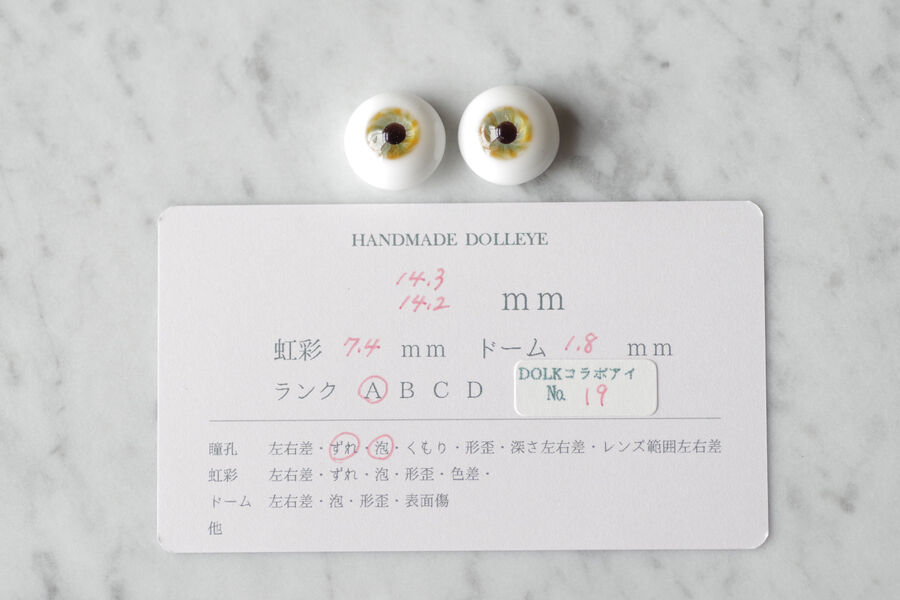 HANDMADE DOLLEYE
14.3
14.2 mm
虹彩 7.4 mm ドーム 1.8 mm
ランク A B C D
DOLKコラボアイ
№ 19
瞳孔 左右差・ずれ・泡・くもり・形歪・深さ左右差・レンズ範囲左右差
虹彩 左右差・ずれ・泡・形歪・色差・
ドーム 左右差・泡・形歪・表面傷
他